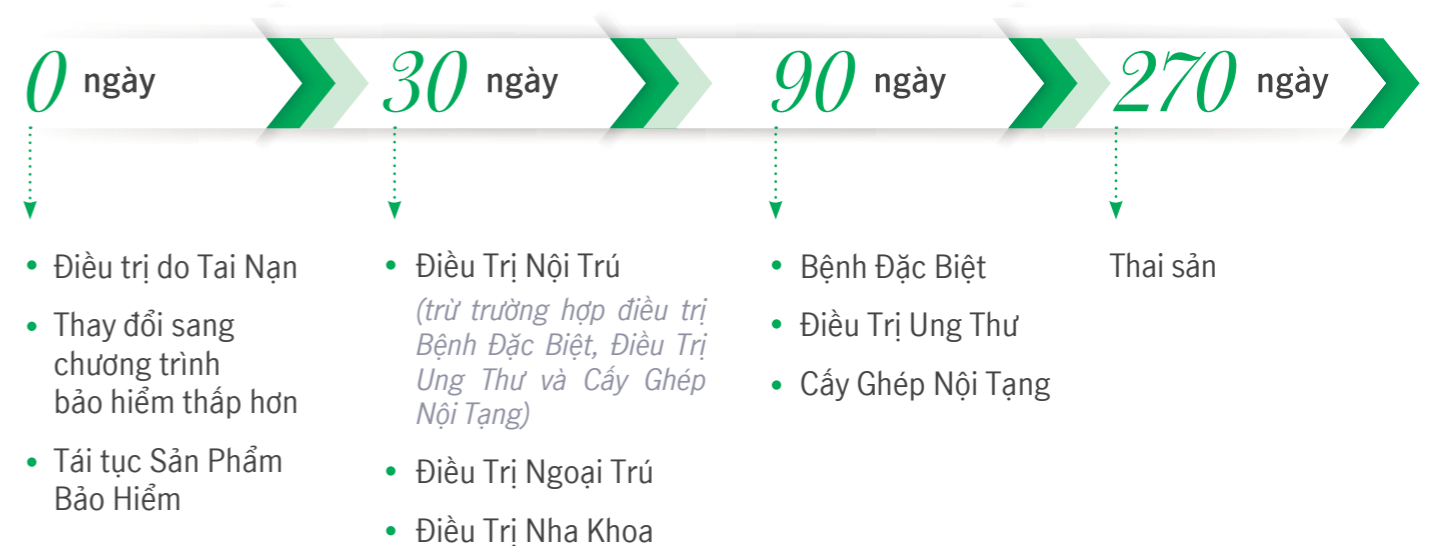 0 ngày
30 ngày
90 ngày
270 ngày
• Điều trị do Tai Nạn
• Thay đổi sang
chương trình
bảo hiểm thấp hơn
• Tái tục Sản Phẩm
Bảo Hiểm
• Điều Trị Nội Trú
(trừ trường hợp điều trị
Bệnh Đặc Biệt, Điều Trị
Ung Thư và Cấy Ghép
Nội Tạng)
• Điều Trị Ngoại Trú
• Điều Trị Nha Khoa
• Bệnh Đặc Biệt
• Điều Trị Ung Thư
• Cấy Ghép Nội Tạng
Thai sản